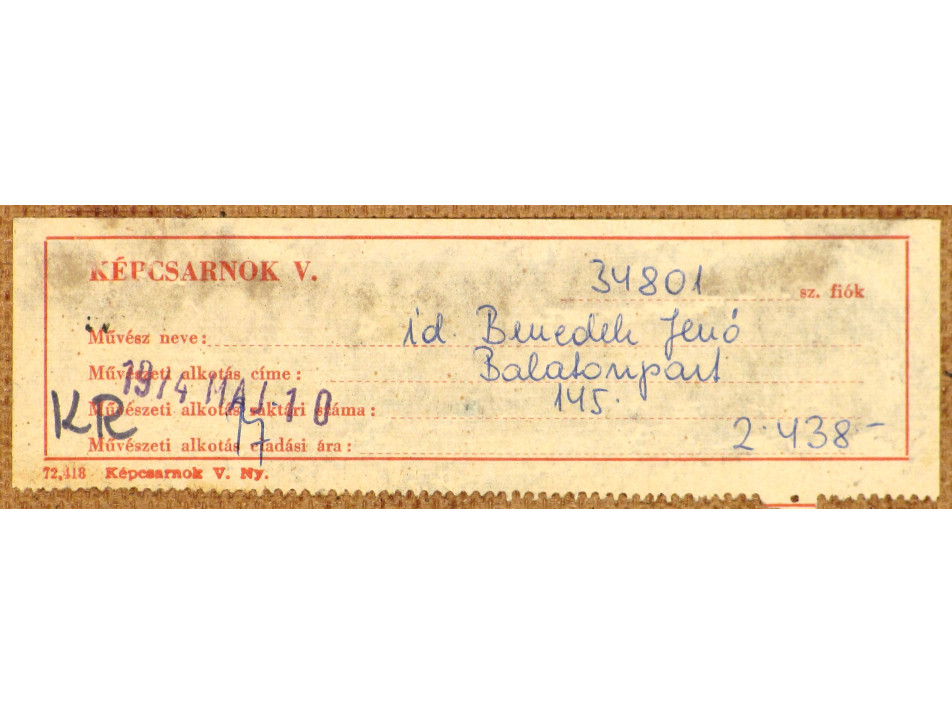 KÉPCSARNOK V.
34801 sz. fiók
Művész neve: id. Benedek Jenő
Művészeti alkotás címe: Balatonpart
1974 MÁJ 10
KR
Művészeti alkotás raktári száma: 145.
Művészeti alkotás eladási ára: 2.438-
72,418 Képcsarnok V. Ny.